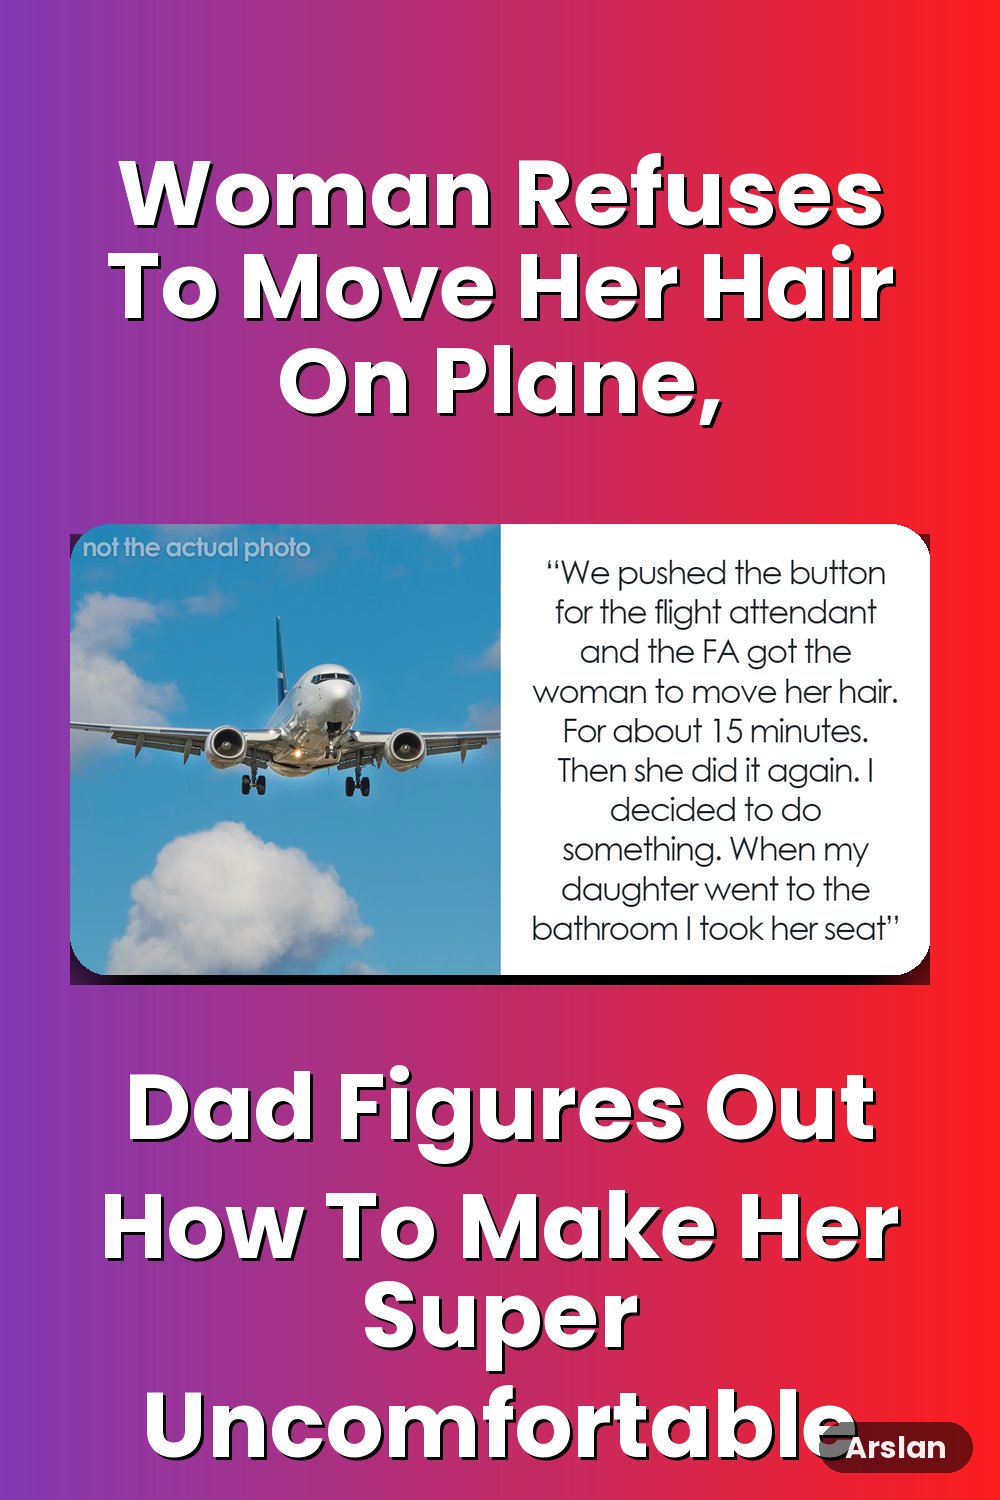 Woman Refuses
To Move Her Hair
On Plane,
not the actual photo
“We pushed the button
for the flight attendant
and the FA got the
woman to move her hair.
For about 15 minutes.
Then she did it again. I
decided to do
something. When my
daughter went to the
bathroom I took her seat”
Dad Figures Out
How To Make Her
Super
Uncomfortable
Arslan